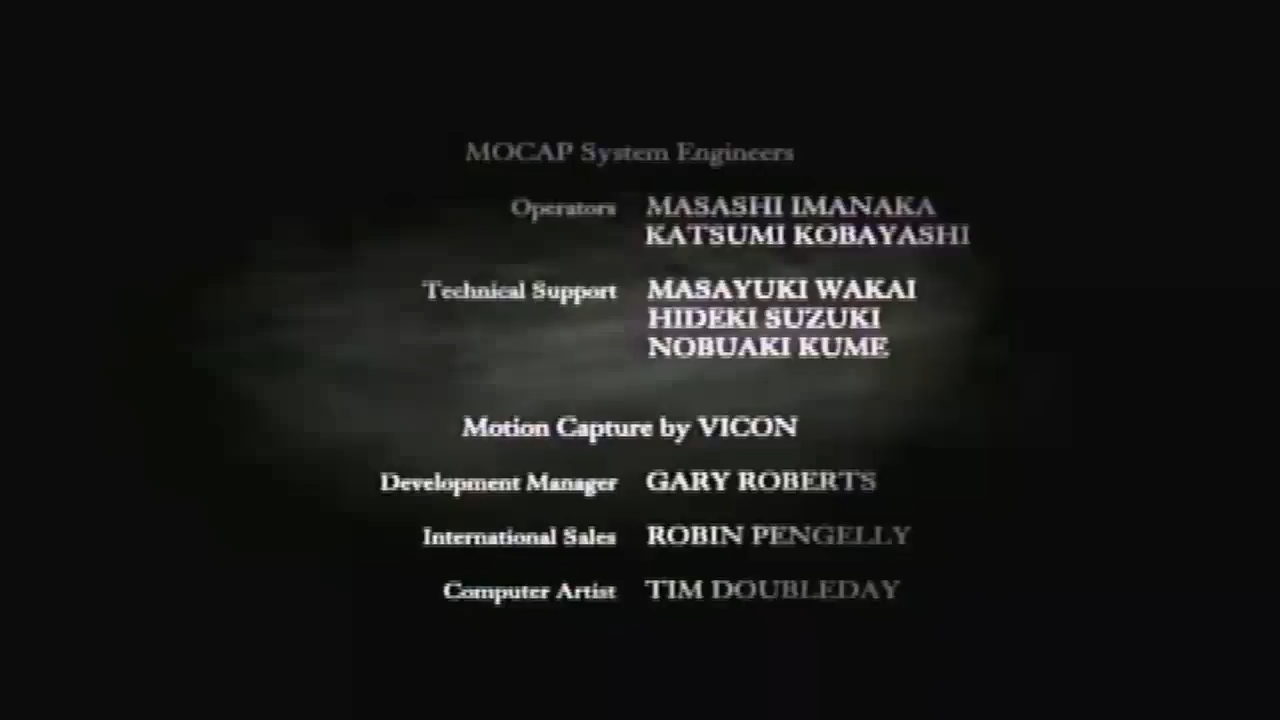 MOCAP System Engineers
Operators MASASHI IMANAKA
KATSUMI KOBAYASHI
Technical Support MASAYUKI WAKAI
HIDEKI SUZUKI
NOBUAKI KUME
Motion Capture by VICON
Development Manager GARY ROBERTS
International Sales ROBIN PENGELLY
Computer Artist TIM DOUBLEDAY